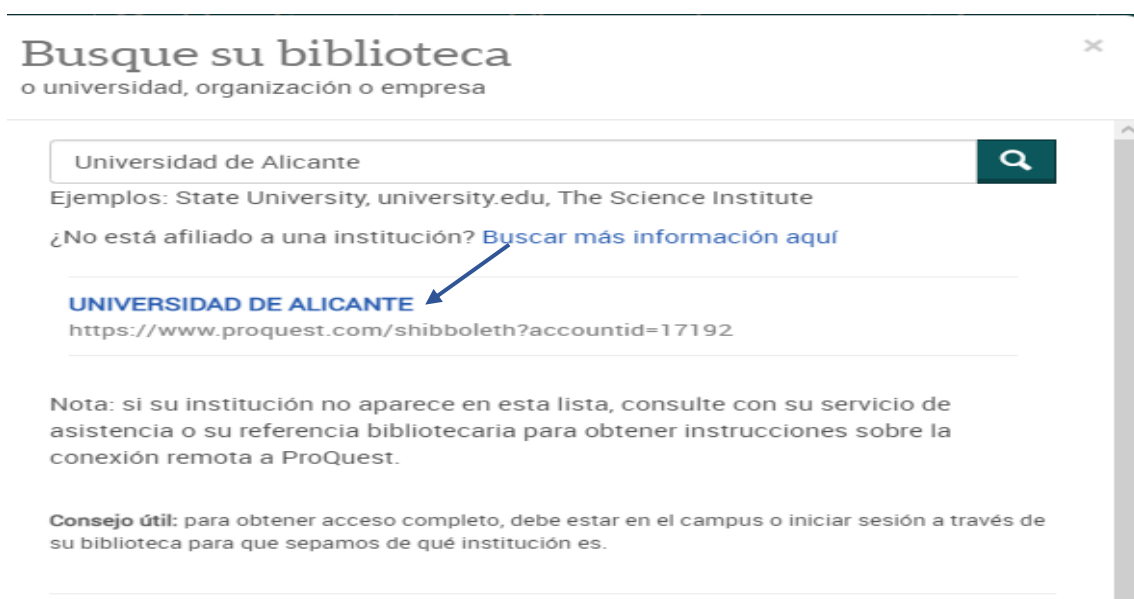 Busque su biblioteca
o universidad, organización o empresa
Universidad de Alicante
Ejemplos: State University, university.edu, The Science Institute
¿No está afiliado a una institución? Buscar más información aquí
UNIVERSIDAD DE ALICANTE
https://www.proquest.com/shibboleth?accountid=17192
Nota: si su institución no aparece en esta lista, consulte con su servicio de
asistencia o su referencia bibliotecaria para obtener instrucciones sobre la
conexión remota a ProQuest.
Consejo útil: para obtener acceso completo, debe estar en el campus o iniciar sesión a través de
su biblioteca para que sepamos de qué institución es.